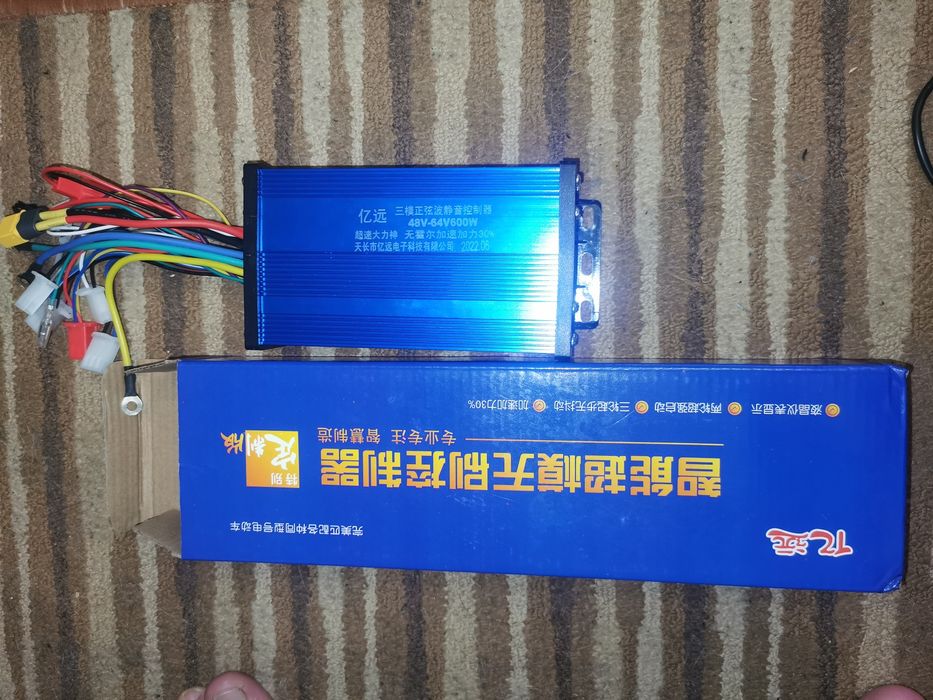 亿远 三模正弦波静音控制器
48V-64V600W
超速大力神 无霍尔加速加力30%
天长市亿远电子科技有限公司 2022.06
亿远
完美匹配各种同型号电动车
智能超模无刷控制器
特别
定制
版
专业专注 智慧制造
液晶仪表显示 两轮超强启动 三轮起步无抖动 加速加力30%